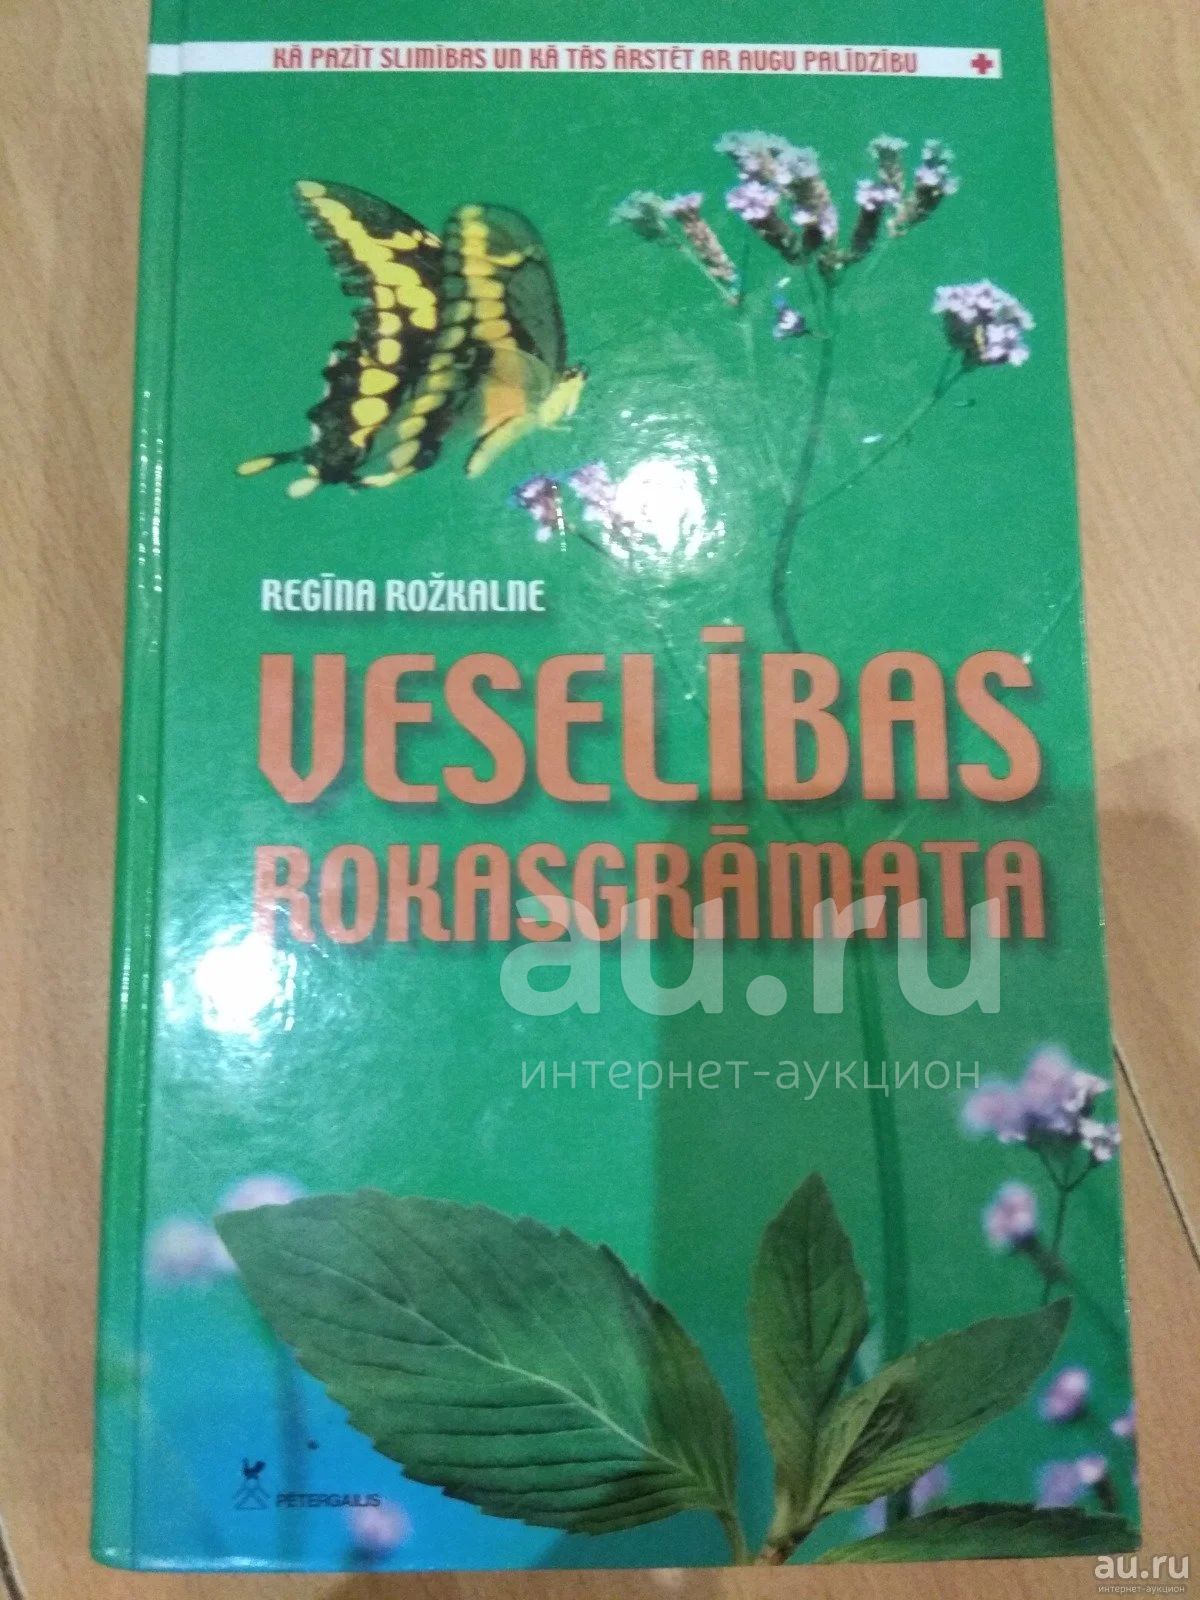 KĀ PAZĪT SLIMĪBAS UN KĀ TĀS ĀRSTĒT AR AUGU PALĪDZĪBU
REGĪNA ROŽKALNE
VESELĪBAS
ROKASGRĀMATA
au.ru
интернет-аукцион
PĒTERGAILIS
au.ru
интернет-аукцион